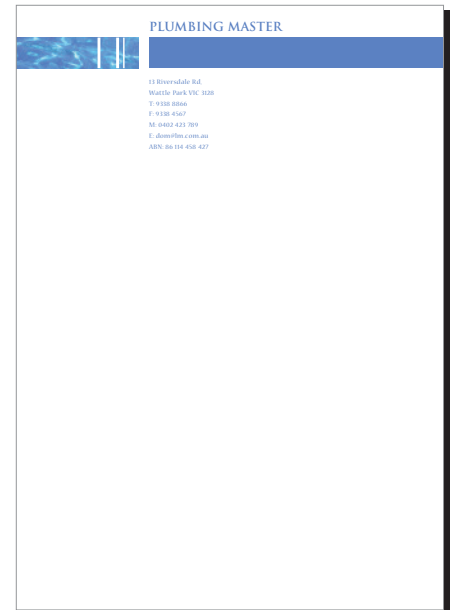 PLUMBING MASTER
13 Riversdale Rd,
Wattle Park VIC 3128
T: 9338 8866
F: 9338 4567
M: 0402 423 789
E: dom@lm.com.au
ABN: 86 114 458 427